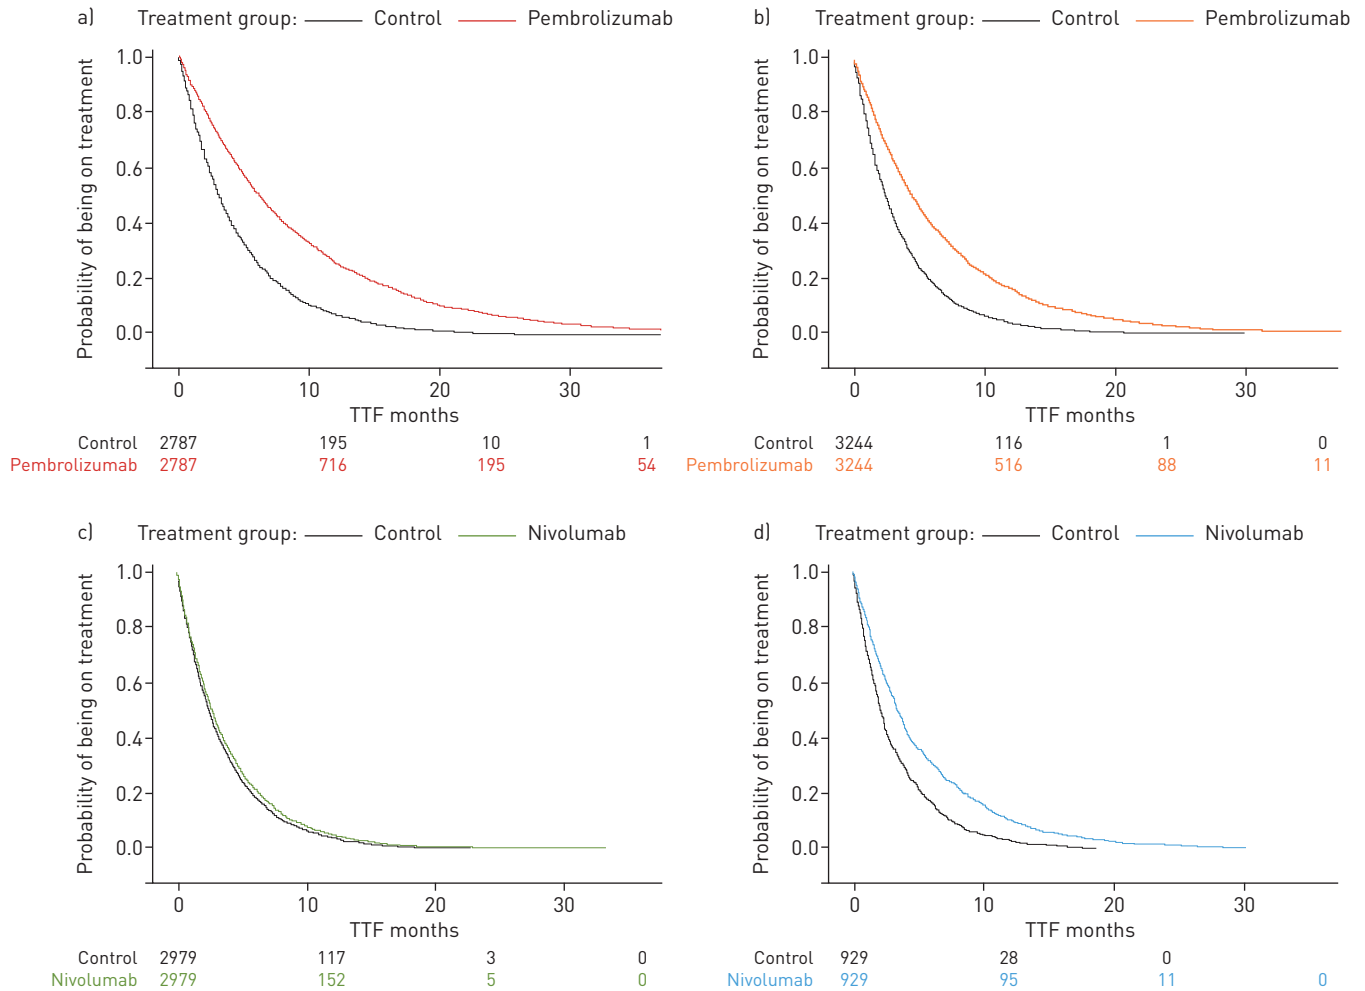 a) Treatment group: Control Pembrolizumab
Probability of being on treatment
1.0
0.8
0.6
0.4
0.2
0.0
0 10 20 30
TTF months
Control 2787 195 10 1
Pembrolizumab 2787 716 195 54
b) Treatment group: Control Pembrolizumab
Probability of being on treatment
1.0
0.8
0.6
0.4
0.2
0.0
0 10 20 30
TTF months
Control 3244 116 1 0
Pembrolizumab 3244 516 88 11
c) Treatment group: Control Nivolumab
Probability of being on treatment
1.0
0.8
0.6
0.4
0.2
0.0
0 10 20 30
TTF months
Control 2979 117 3 0
Nivolumab 2979 152 5 0
d) Treatment group: Control Nivolumab
Probability of being on treatment
1.0
0.8
0.6
0.4
0.2
0.0
0 10 20 30
TTF months
Control 929 28 0
Nivolumab 929 95 11 0